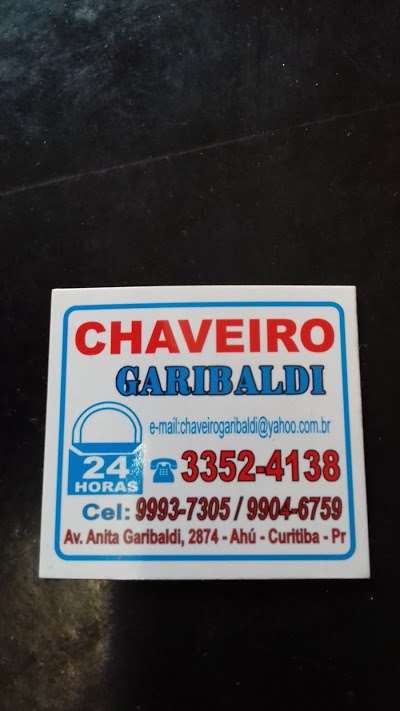 CHAVEIRO
GARIBALDI
e-mail:chaveirogaribaldi@yahoo.com.br
24
HORAS
3352-4138
Cel: 9993-7305 / 9904-6759
Av. Anita Garibaldi, 2874 - Ahú - Curitiba - Pr